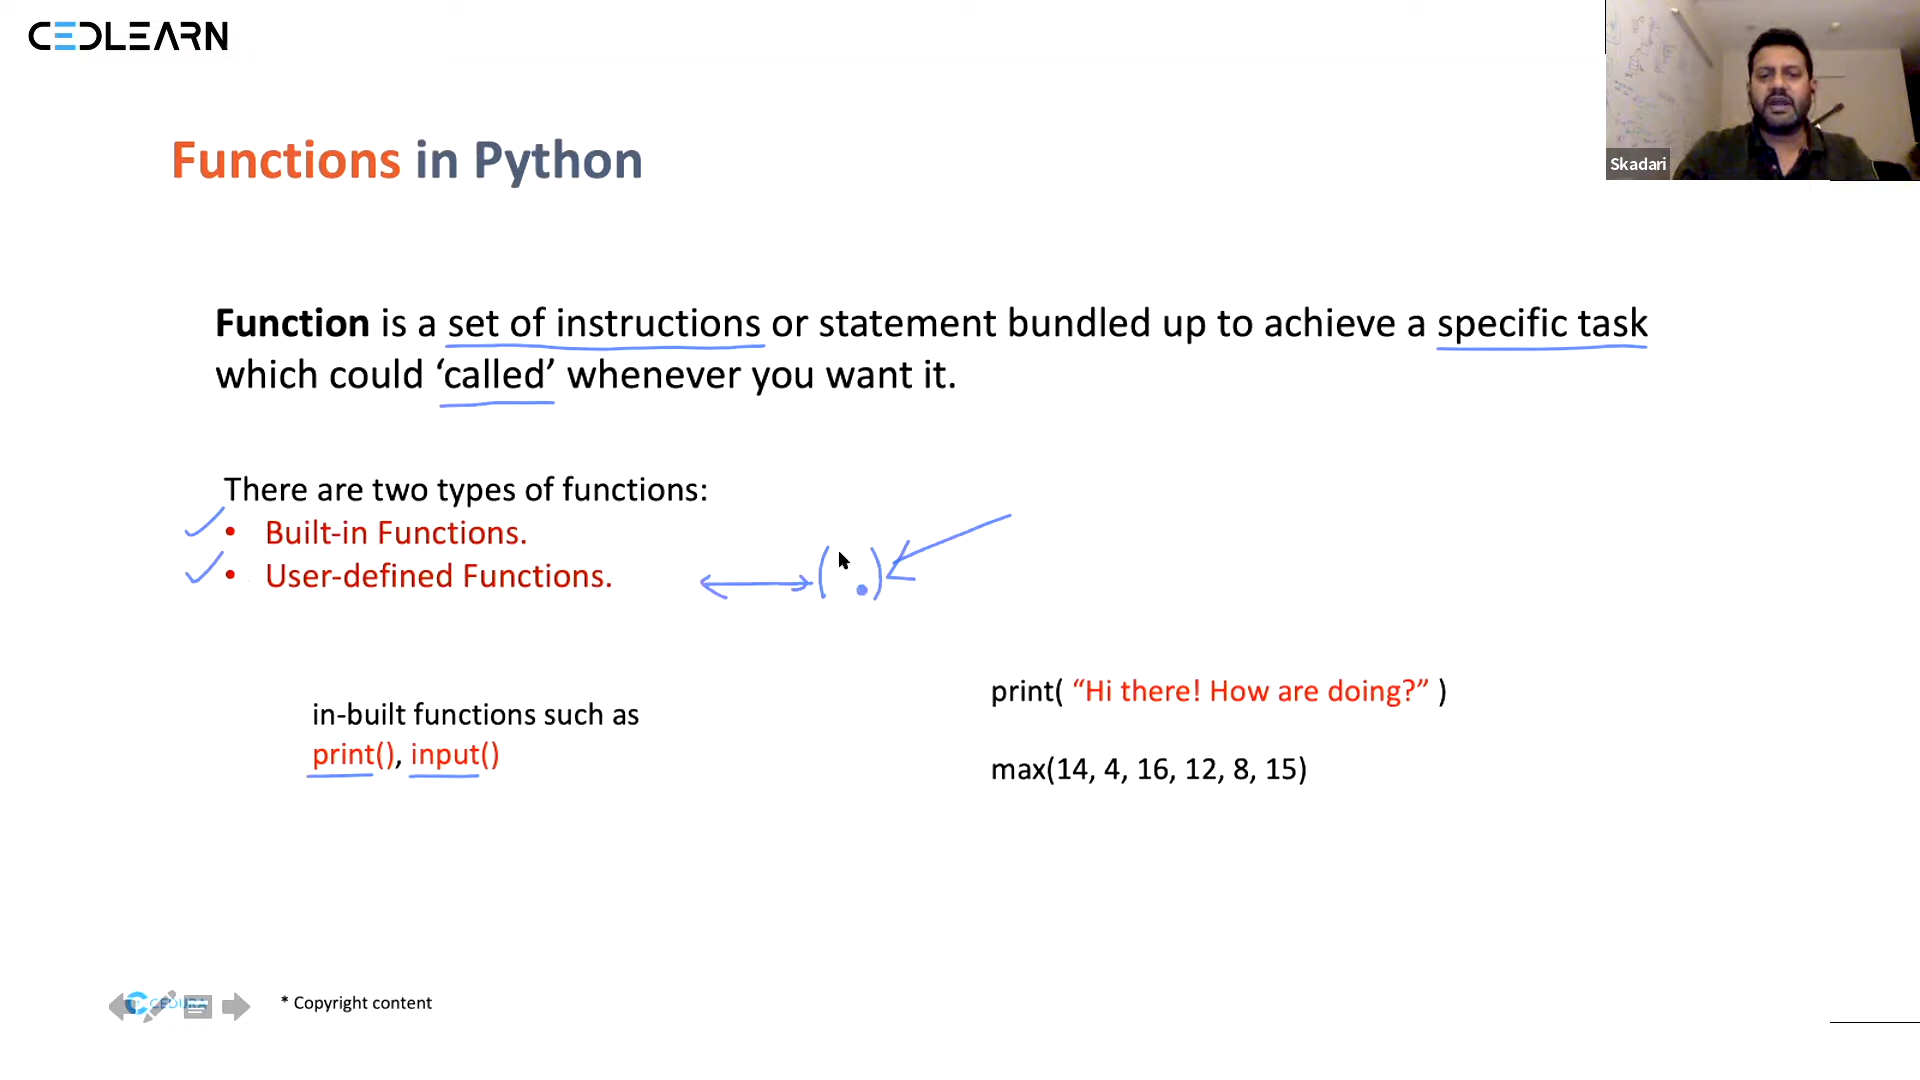 CEDLEARN
Skadari
Functions in Python
Function is a set of instructions or statement bundled up to achieve a specific task
which could ‘called’ whenever you want it.
There are two types of functions:
• Built-in Functions.
• User-defined Functions.
( . )
in-built functions such as
print(), input()
print( “Hi there! How are doing?” )
max(14, 4, 16, 12, 8, 15)
* Copyright content